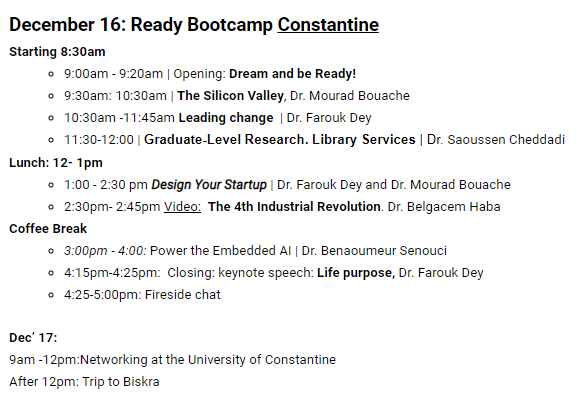 December 16: Ready Bootcamp Constantine
Starting 8:30am
9:00am - 9:20am | Opening: Dream and be Ready!
9:30am: 10:30am | The Silicon Valley, Dr. Mourad Bouache
10:30am -11:45am Leading change | Dr. Farouk Dey
11:30-12:00 | Graduate-Level Research. Library Services | Dr. Saoussen Cheddadi
Lunch: 12- 1pm
1:00 - 2:30 pm Design Your Startup | Dr. Farouk Dey and Dr. Mourad Bouache
2:30pm- 2:45pm Video: The 4th Industrial Revolution. Dr. Belgacem Haba
Coffee Break
3:00pm - 4:00: Power the Embedded AI | Dr. Benaoumeur Senouci
4:15pm-4:25pm: Closing: keynote speech: Life purpose, Dr. Farouk Dey
4:25-5:00pm: Fireside chat
Dec’ 17:
9am -12pm:Networking at the University of Constantine
After 12pm: Trip to Biskra